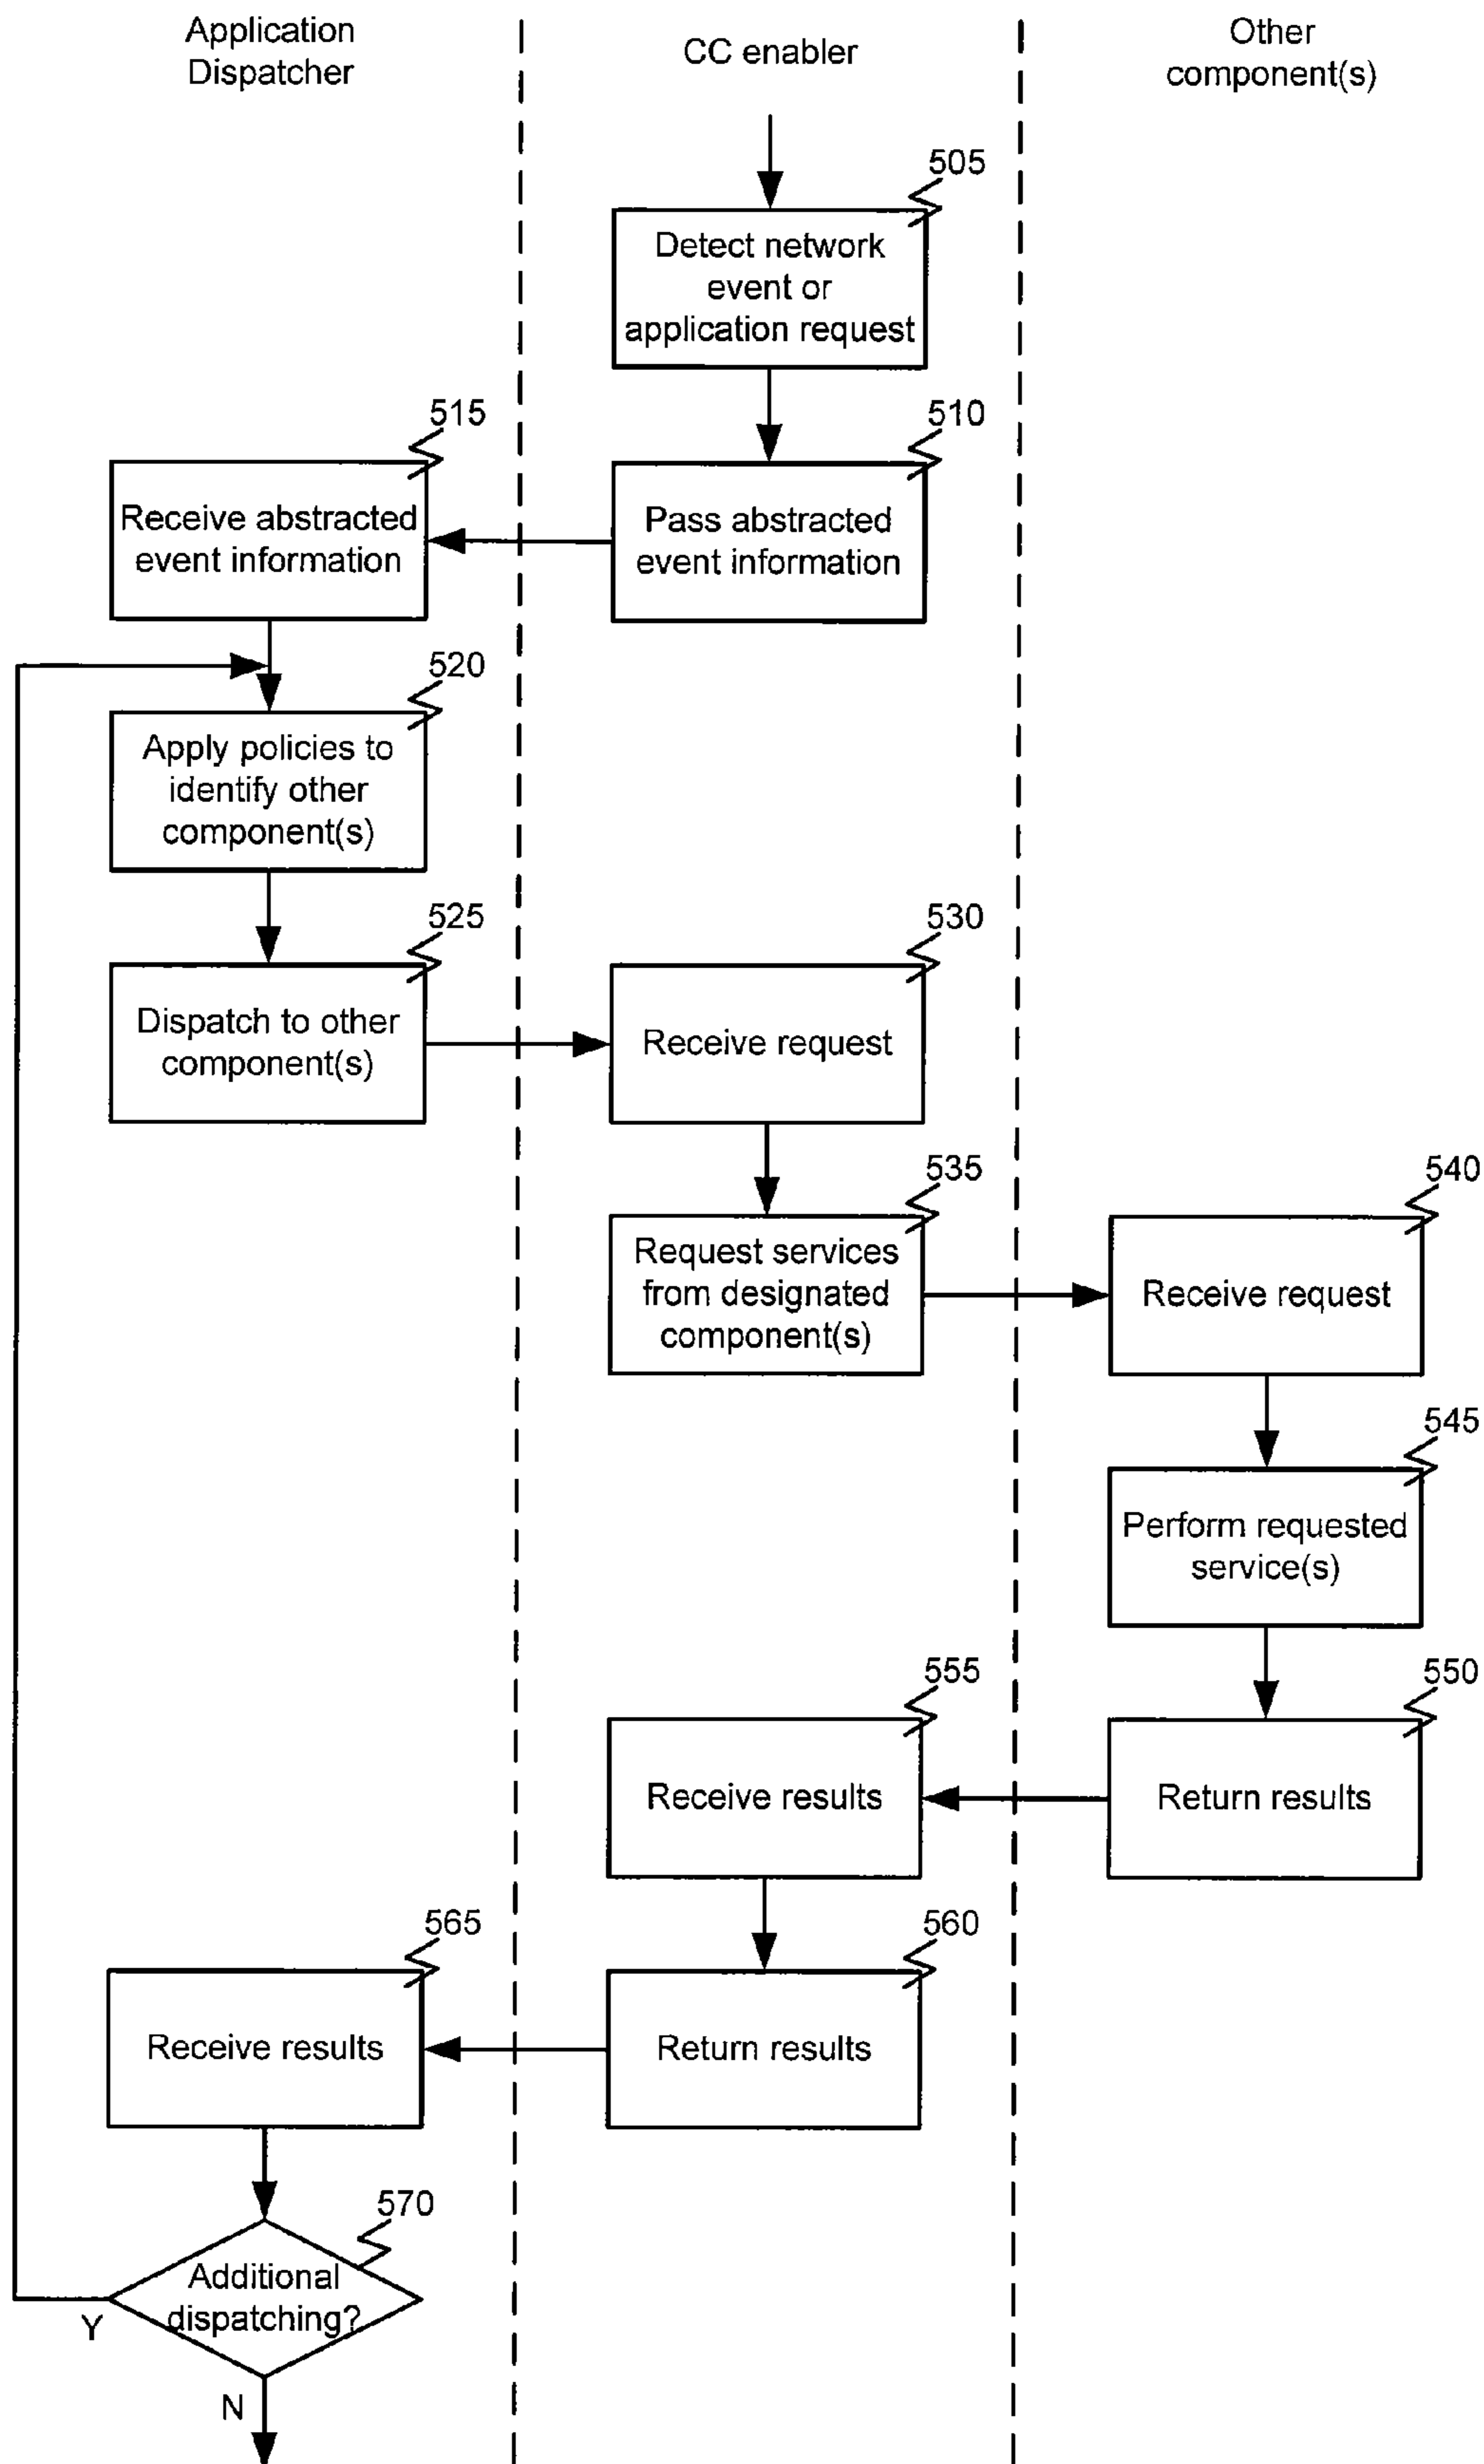 Application
Dispatcher
CC enabler
Other
component(s)
505
Detect network
event or
application request
515
510
Receive abstracted
event information
Pass abstracted
event information
520
Apply policies to
identify other
component(s)
525
530
Dispatch to other
component(s)
Receive request
535
540
Request services
from designated
component(s)
Receive request
545
Perform requested
service(s)
555
550
Receive results
Return results
565
560
Receive results
Return results
570
Additional
dispatching?
Y
N